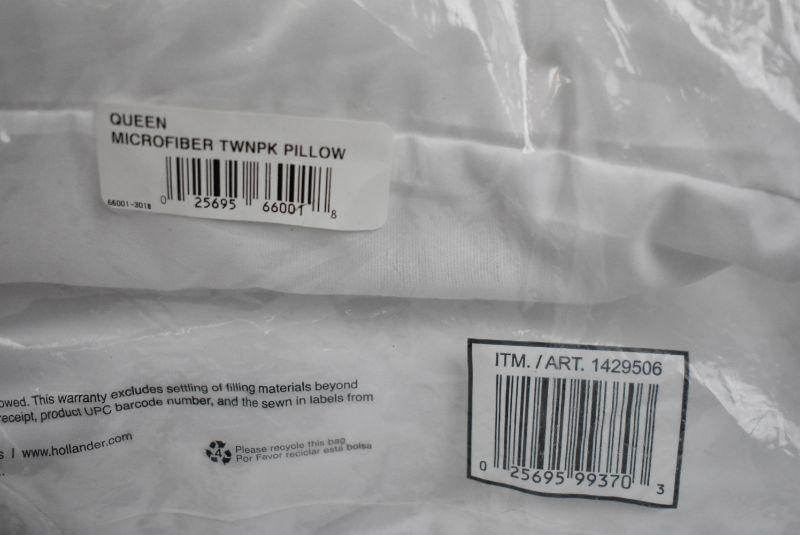 QUEEN
MICROFIBER TWNPK PILLOW
66001-3018
0 25695 66001 8
ITM. / ART. 1429506
0 25695 99370 3
owed. This warranty excludes settling of filling materials beyond
receipt, product UPC barcode number, and the sewn in labels from
s / www.hollander.com
4
Please recycle this bag
Por Favor reciclar esta bolsa